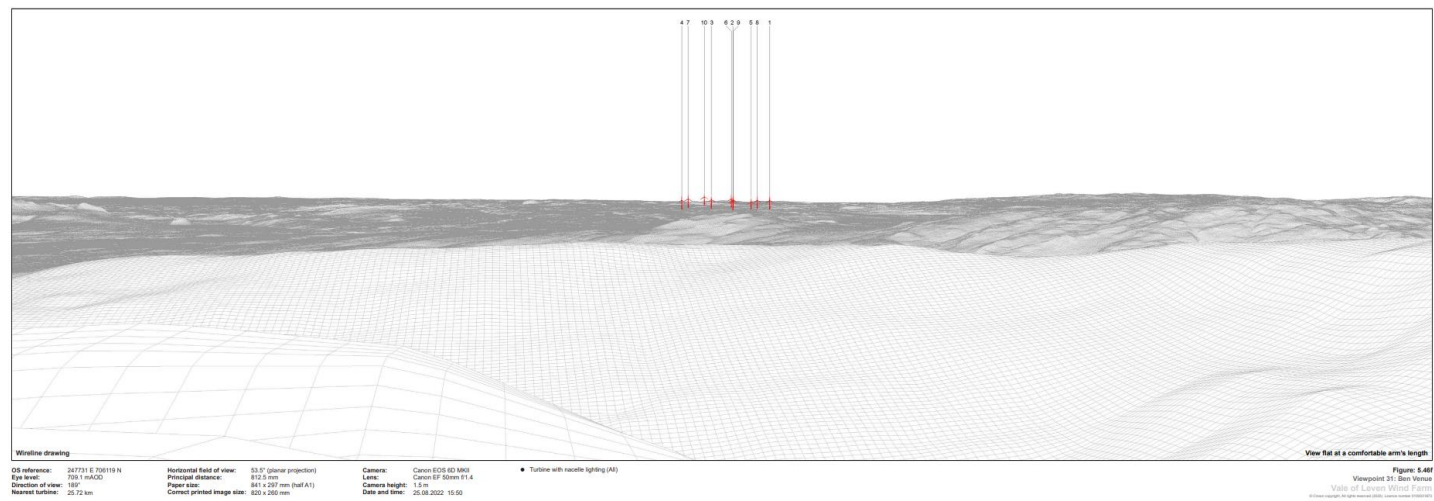 4 7 10 3 6 2 9 5 8 1
Wireline drawing
View flat at a comfortable arm's length
OS reference: 247731 E 706119 N
Eye level: 709.1 mAOD
Direction of view: 189°
Nearest turbine: 25.72 km
Horizontal field of view: 53.5° (planar projection)
Principal distance: 812.5 mm
Paper size: 841 x 297 mm (half A1)
Correct printed image size: 820 x 260 mm
Camera: Canon EOS 6D MKII
Lens: Canon EF 50mm f/1.4
Camera height: 1.5 m
Date and time: 25.08.2022 15:50
Turbine with nacelle lighting (All)
Figure: 5.46f
Viewpoint 31: Ben Venue
Vale of Leven Wind Farm